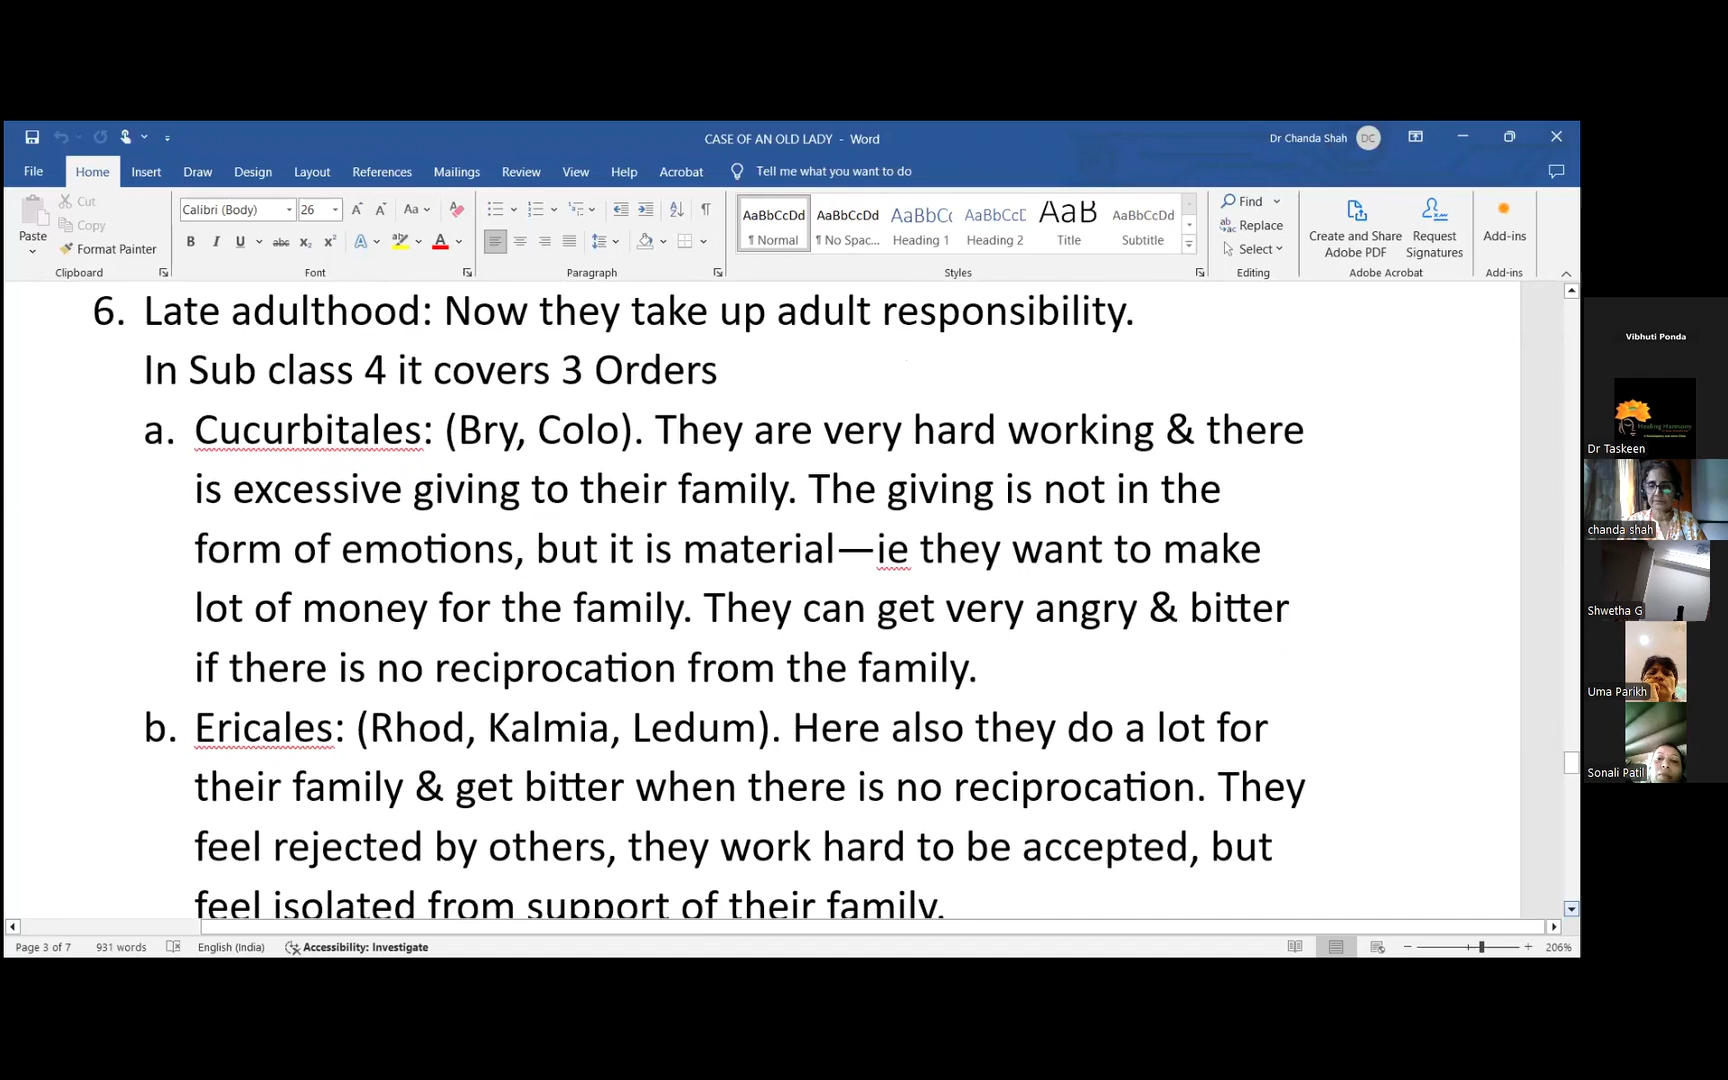 CASE OF AN OLD LADY - Word
Dr Chanda Shah DC
File Home Insert Draw Design Layout References Mailings Review View Help Acrobat Tell me what you want to do
Paste
Cut
Copy
Format Painter
Clipboard
Calibri (Body) 26
Font
Paragraph
AaBbCcDd
¶ Normal
AaBbCcDd
¶ No Spac...
AaBbCc
Heading 1
AaBbCcD
Heading 2
AaB
Title
AaBbCcDd
Subtitle
Styles
Find
Replace
Select
Editing
Create and Share
Adobe PDF
Request
Signatures
Adobe Acrobat
Add-ins
Add-ins
6. Late adulthood: Now they take up adult responsibility.
In Sub class 4 it covers 3 Orders
a. Cucurbitales: (Bry, Colo). They are very hard working & there
is excessive giving to their family. The giving is not in the
form of emotions, but it is material—ie they want to make
lot of money for the family. They can get very angry & bitter
if there is no reciprocation from the family.
b. Ericales: (Rhod, Kalmia, Ledum). Here also they do a lot for
their family & get bitter when there is no reciprocation. They
feel rejected by others, they work hard to be accepted, but
feel isolated from support of their family.
Page 3 of 7 931 words English (India) Accessibility: Investigate 206%
Vibhuti Ponda
Healing Harmony
Dr Taskeen
chanda shah
Shwetha G
Uma Parikh
Sonali Patil